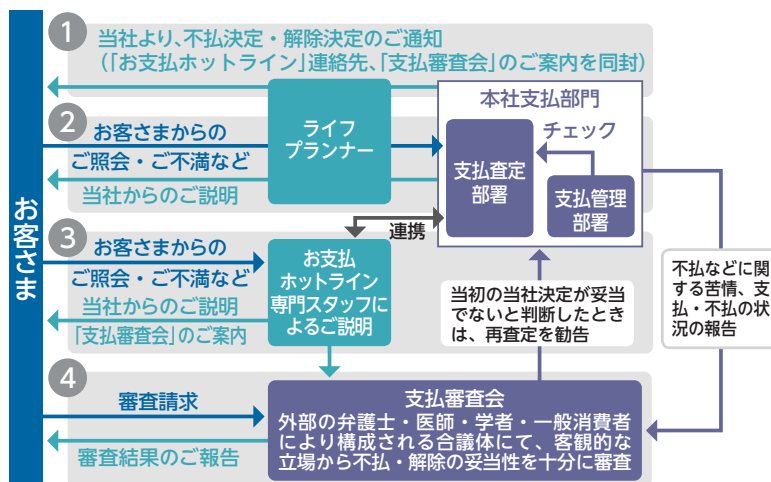 お客さま
1
当社より、不払決定・解除決定のご通知
(「お支払ホットライン」連絡先、「支払審査会」のご案内を同封)
2
お客さまからの
ご照会・ご不満など
当社からのご説明
ライフ
プランナー
本社支払部門
チェック
支払査定
部署
支払管理
部署
連携
3
お客さまからの
ご照会・ご不満など
当社からのご説明
「支払審査会」のご案内
お支払
ホットライン
専門スタッフに
よるご説明
当初の当社決定が妥当
でないと判断したとき
は、再査定を勧告
不払などに関
する苦情、支
払・不払の状
況の報告
4
審査請求
審査結果のご報告
支払審査会
外部の弁護士・医師・学者・一般消費者
により構成される合議体にて、客観的な
立場から不払・解除の妥当性を十分に審査